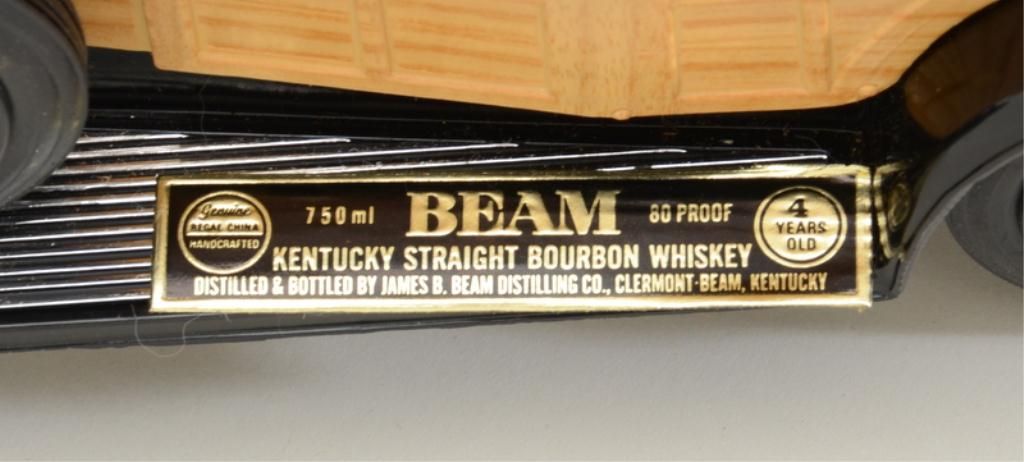 Genuine
REGAL CHINA
HANDCRAFTED
750 ml
BEAM
80 PROOF
4
YEARS
OLD
KENTUCKY STRAIGHT BOURBON WHISKEY
DISTILLED & BOTTLED BY JAMES B. BEAM DISTILLING CO., CLERMONT-BEAM, KENTUCKY